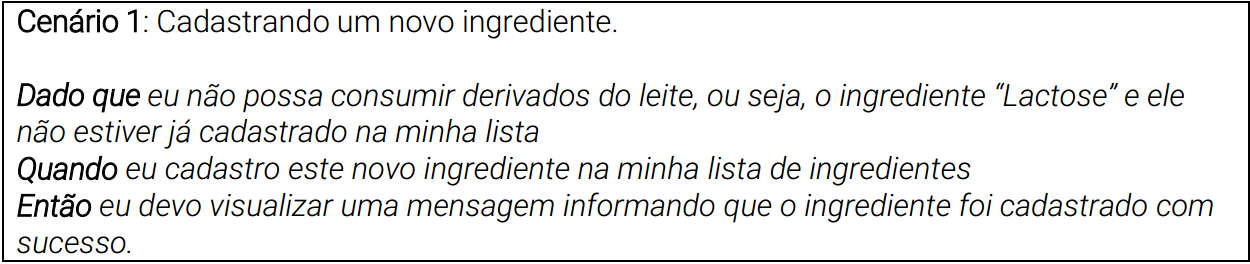 Cenário 1: Cadastrando um novo ingrediente.
Dado que eu não possa consumir derivados do leite, ou seja, o ingrediente “Lactose” e ele
não estiver já cadastrado na minha lista
Quando eu cadastro este novo ingrediente na minha lista de ingredientes
Então eu devo visualizar uma mensagem informando que o ingrediente foi cadastrado com
sucesso.